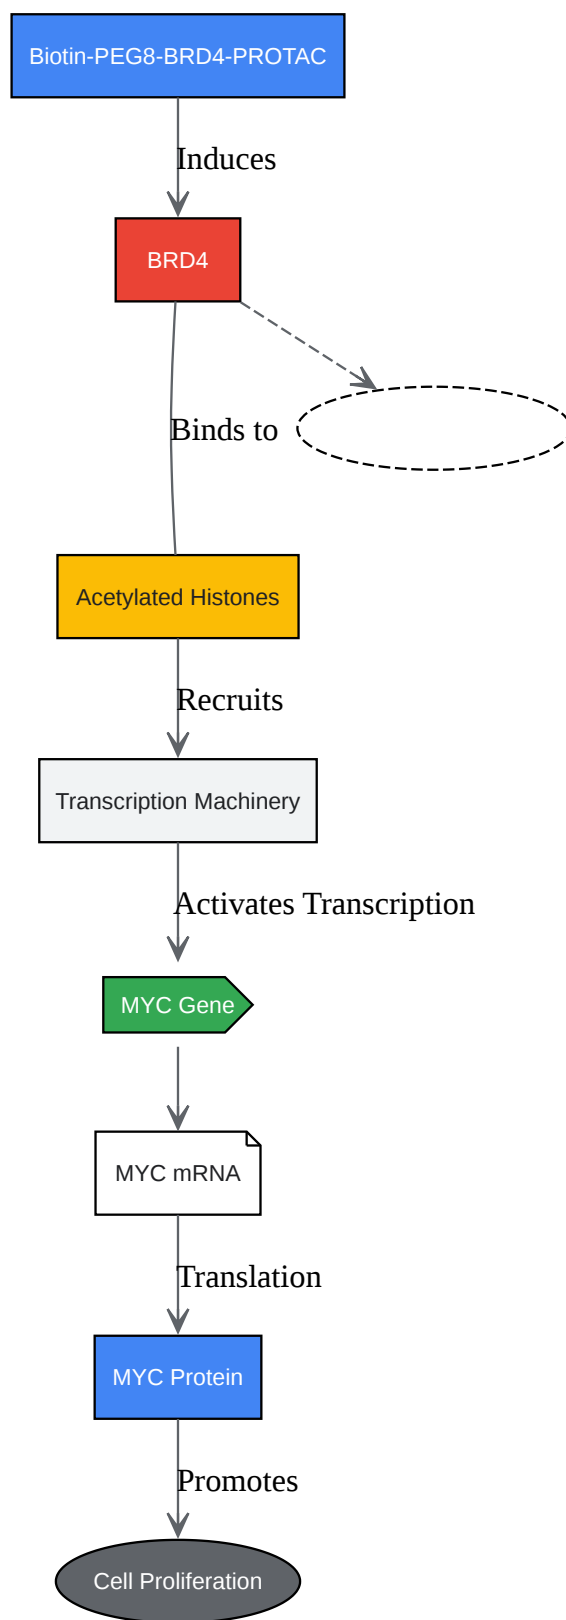 Biotin-PEG8-BRD4-PROTAC
Induces
BRD4
Binds to
Acetylated Histones
Recruits
Transcription Machinery
Activates Transcription
MYC Gene
MYC mRNA
Translation
MYC Protein
Promotes
Cell Proliferation